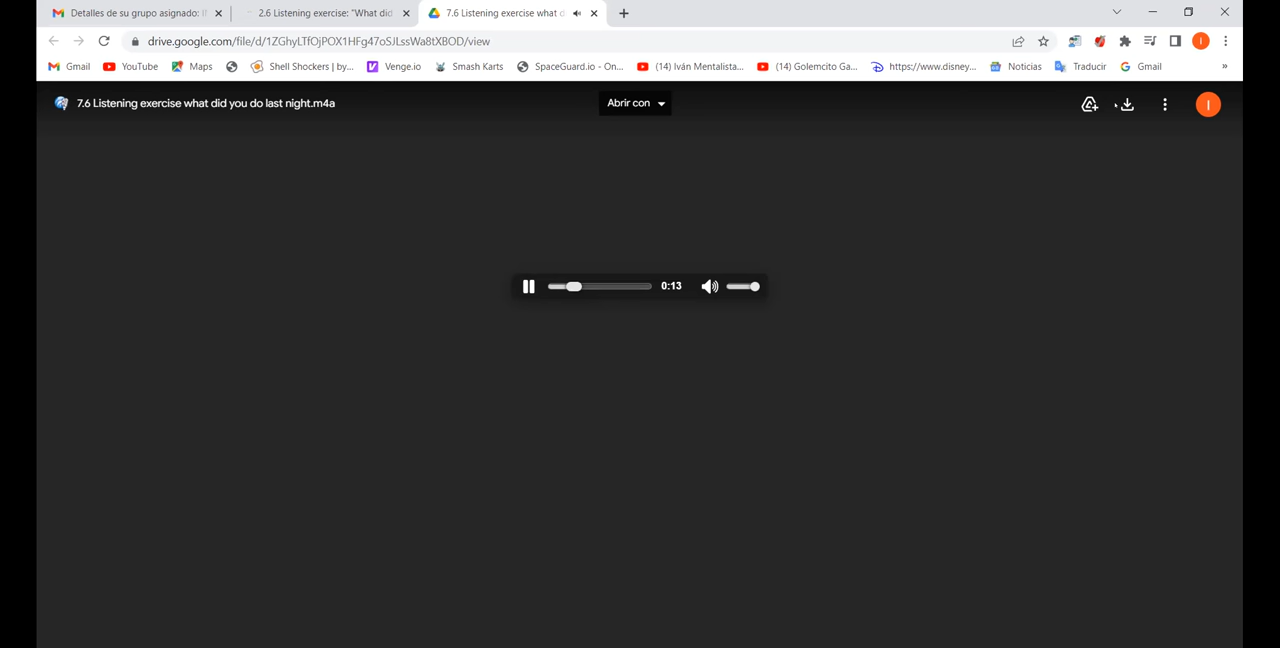 Detalles de su grupo asignado:
2.6 Listening exercise: "What did
7.6 Listening exercise what d
drive.google.com/file/d/1ZGhyLTfOjPOX1HFg47oSJLssWa8tXBOD/view
I
Gmail YouTube Maps Shell Shockers | by... Venge.io Smash Karts SpaceGuard.io - On... (14) Iván Mentalista... (14) Golemcito Ga... https://www.disney... Noticias Traducir Gmail »
7.6 Listening exercise what did you do last night.m4a
Abrir con
I
0:13